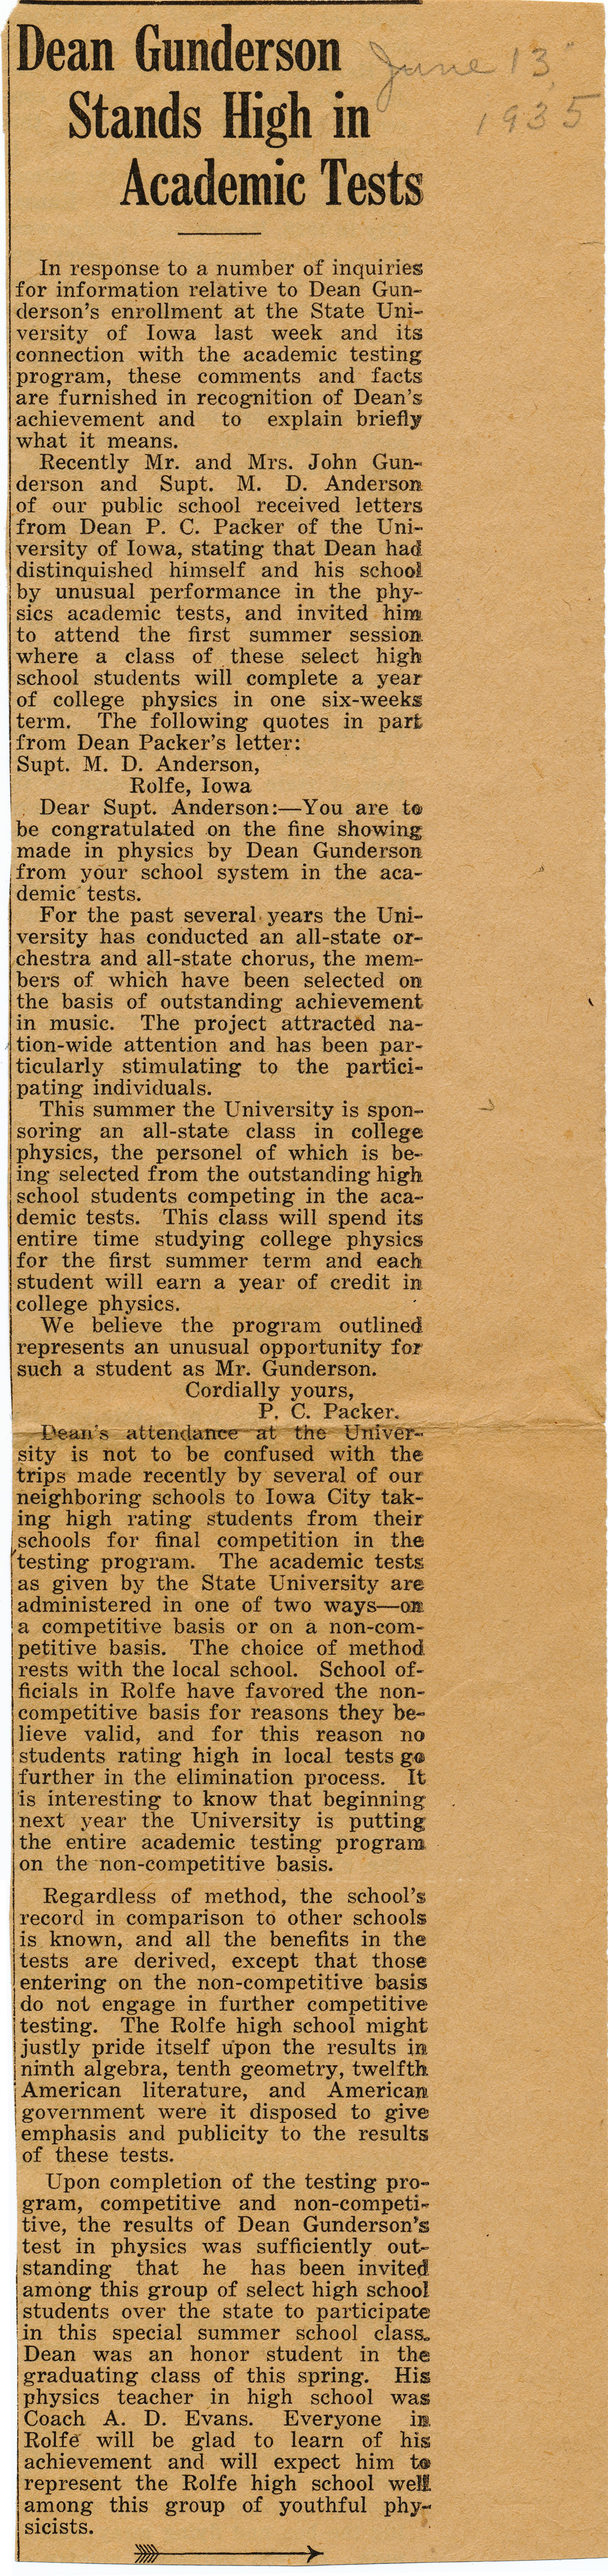 Dean Gunderson
Stands High in
Academic Tests
June 13,
1935
In response to a number of inquiries
for information relative to Dean Gun-
derson's enrollment at the State Uni-
versity of Iowa last week and its
connection with the academic testing
program, these comments and facts
are furnished in recognition of Dean's
achievement and to explain briefly
what it means.
Recently Mr. and Mrs. John Gun-
derson and Supt. M. D. Anderson
of our public school received letters
from Dean P. C. Packer of the Uni-
versity of Iowa, stating that Dean had
distinquished himself and his school
by unusual performance in the phy-
sics academic tests, and invited him
to attend the first summer session
where a class of these select high
school students will complete a year
of college physics in one six-weeks
term. The following quotes in part
from Dean Packer's letter:
Supt. M. D. Anderson,
Rolfe, Iowa
Dear Supt. Anderson:—You are to
be congratulated on the fine showing
made in physics by Dean Gunderson
from your school system in the aca-
demic tests.
For the past several years the Uni-
versity has conducted an all-state or-
chestra and all-state chorus, the mem-
bers of which have been selected on
the basis of outstanding achievement
in music. The project attracted na-
tion-wide attention and has been par-
ticularly stimulating to the partici-
pating individuals.
This summer the University is spon-
soring an all-state class in college
physics, the personel of which is be-
ing selected from the outstanding high
school students competing in the aca-
demic tests. This class will spend its
entire time studying college physics
for the first summer term and each
student will earn a year of credit in
college physics.
We believe the program outlined
represents an unusual opportunity for
such a student as Mr. Gunderson.
Cordially yours,
P. C. Packer.
Dean's attendance at the Univer-
sity is not to be confused with the
trips made recently by several of our
neighboring schools to Iowa City tak-
ing high rating students from their
schools for final competition in the
testing program. The academic tests
as given by the State University are
administered in one of two ways—on
a competitive basis or on a non-com-
petitive basis. The choice of method
rests with the local school. School of-
ficials in Rolfe have favored the non-
competitive basis for reasons they be-
lieve valid, and for this reason no
students rating high in local tests go
further in the elimination process. It
is interesting to know that beginning
next year the University is putting
the entire academic testing program
on the non-competitive basis.
Regardless of method, the school's
record in comparison to other schools
is known, and all the benefits in the
tests are derived, except that those
entering on the non-competitive basis
do not engage in further competitive
testing. The Rolfe high school might
justly pride itself upon the results in
ninth algebra, tenth geometry, twelfth
American literature, and American
government were it disposed to give
emphasis and publicity to the results
of these tests.
Upon completion of the testing pro-
gram, competitive and non-competi-
tive, the results of Dean Gunderson's
test in physics was sufficiently out-
standing that he has been invited
among this group of select high school
students over the state to participate
in this special summer school class.
Dean was an honor student in the
graduating class of this spring. His
physics teacher in high school was
Coach A. D. Evans. Everyone in
Rolfe will be glad to learn of his
achievement and will expect him to
represent the Rolfe high school well
among this group of youthful phy-
sicists.